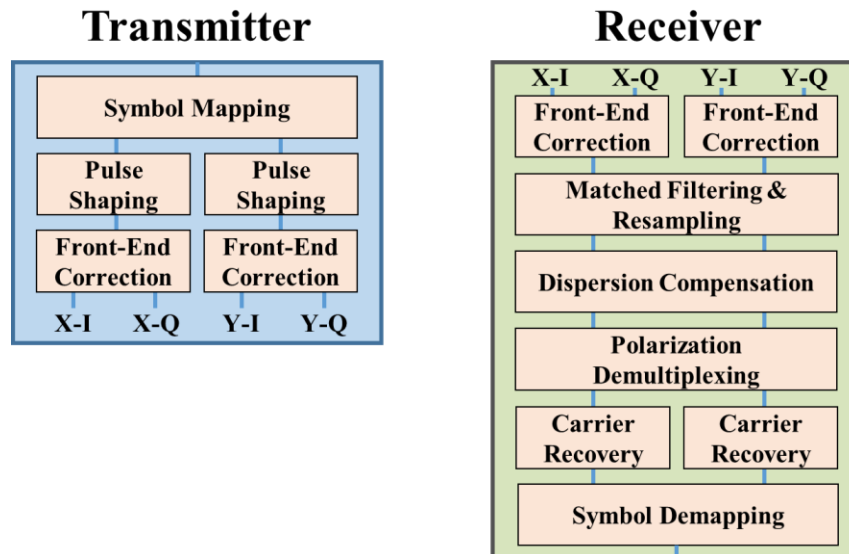 Transmitter
Symbol Mapping
Pulse
Shaping
Pulse
Shaping
Front-End
Correction
Front-End
Correction
X-I X-Q Y-I Y-Q
Receiver
X-I X-Q Y-I Y-Q
Front-End
Correction
Front-End
Correction
Matched Filtering &
Resampling
Dispersion Compensation
Polarization
Demultiplexing
Carrier
Recovery
Carrier
Recovery
Symbol Demapping